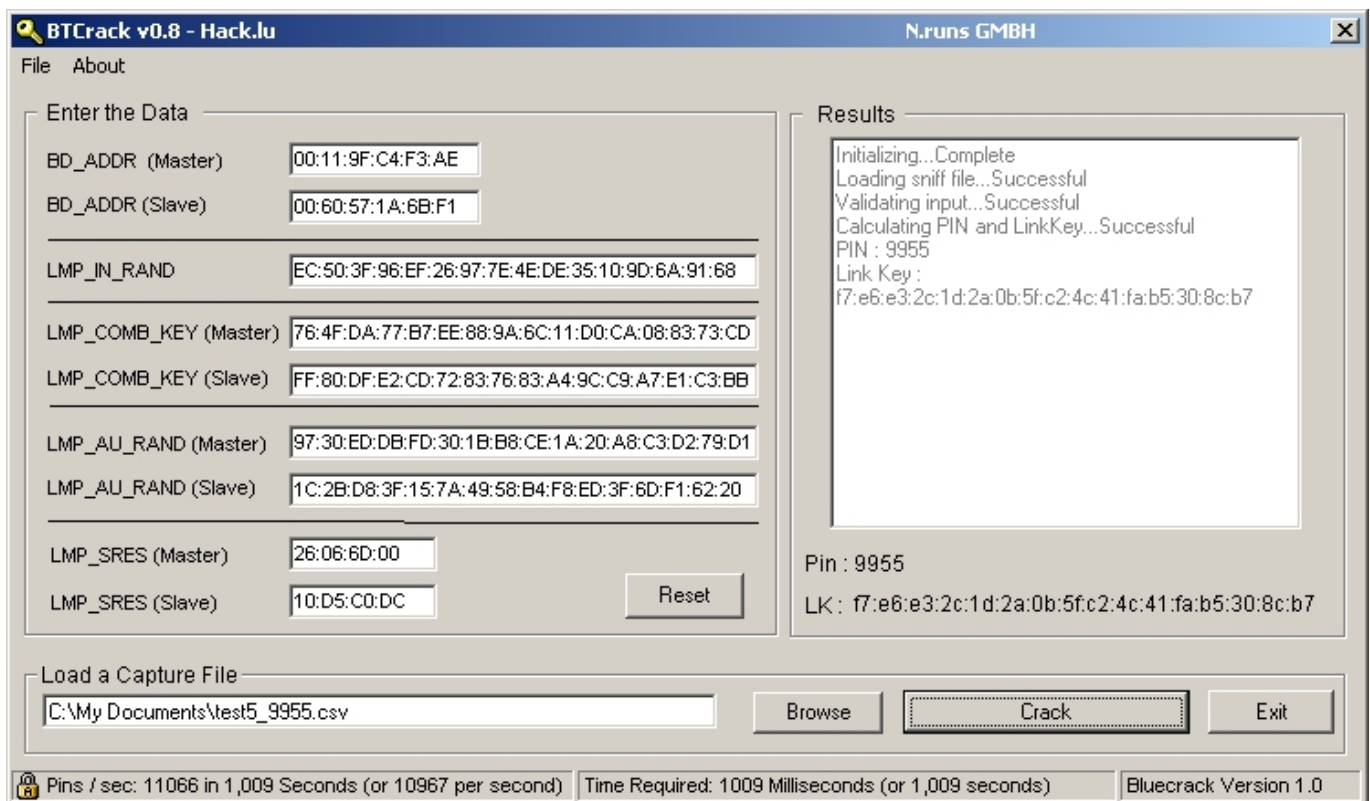 BTCrack v0.8 - Hack.lu N.runs GMBH
File About
Enter the Data
BD_ADDR (Master) 00:11:9F:C4:F3:AE
BD_ADDR (Slave) 00:60:57:1A:6B:F1
LMP_IN_RAND EC:50:3F:96:EF:26:97:7E:4E:DE:35:10:9D:6A:91:68
LMP_COMB_KEY (Master) 76:4F:DA:77:B7:EE:88:9A:6C:11:D0:CA:08:83:73:CD
LMP_COMB_KEY (Slave) FF:80:DF:E2:CD:72:83:76:83:A4:9C:C9:A7:E1:C3:BB
LMP_AU_RAND (Master) 97:30:ED:DB:FD:30:1B:B8:CE:1A:20:A8:C3:D2:79:D1
LMP_AU_RAND (Slave) 1C:2B:D8:3F:15:7A:49:58:B4:F8:ED:3F:6D:F1:62:20
LMP_SRES (Master) 26:06:6D:00
LMP_SRES (Slave) 10:D5:C0:DC
Reset
Results
Initializing...Complete
Loading sniff file...Successful
Validating input...Successful
Calculating PIN and LinkKey...Successful
PIN : 9955
Link Key :
f7:e6:e3:2c:1d:2a:0b:5f:c2:4c:41:fa:b5:30:8c:b7
Pin : 9955
LK : f7:e6:e3:2c:1d:2a:0b:5f:c2:4c:41:fa:b5:30:8c:b7
Load a Capture File
C:\My Documents\test5_9955.csv Browse Crack Exit
Pins / sec: 11066 in 1,009 Seconds (or 10967 per second) Time Required: 1009 Milliseconds (or 1,009 seconds) Bluecrack Version 1.0